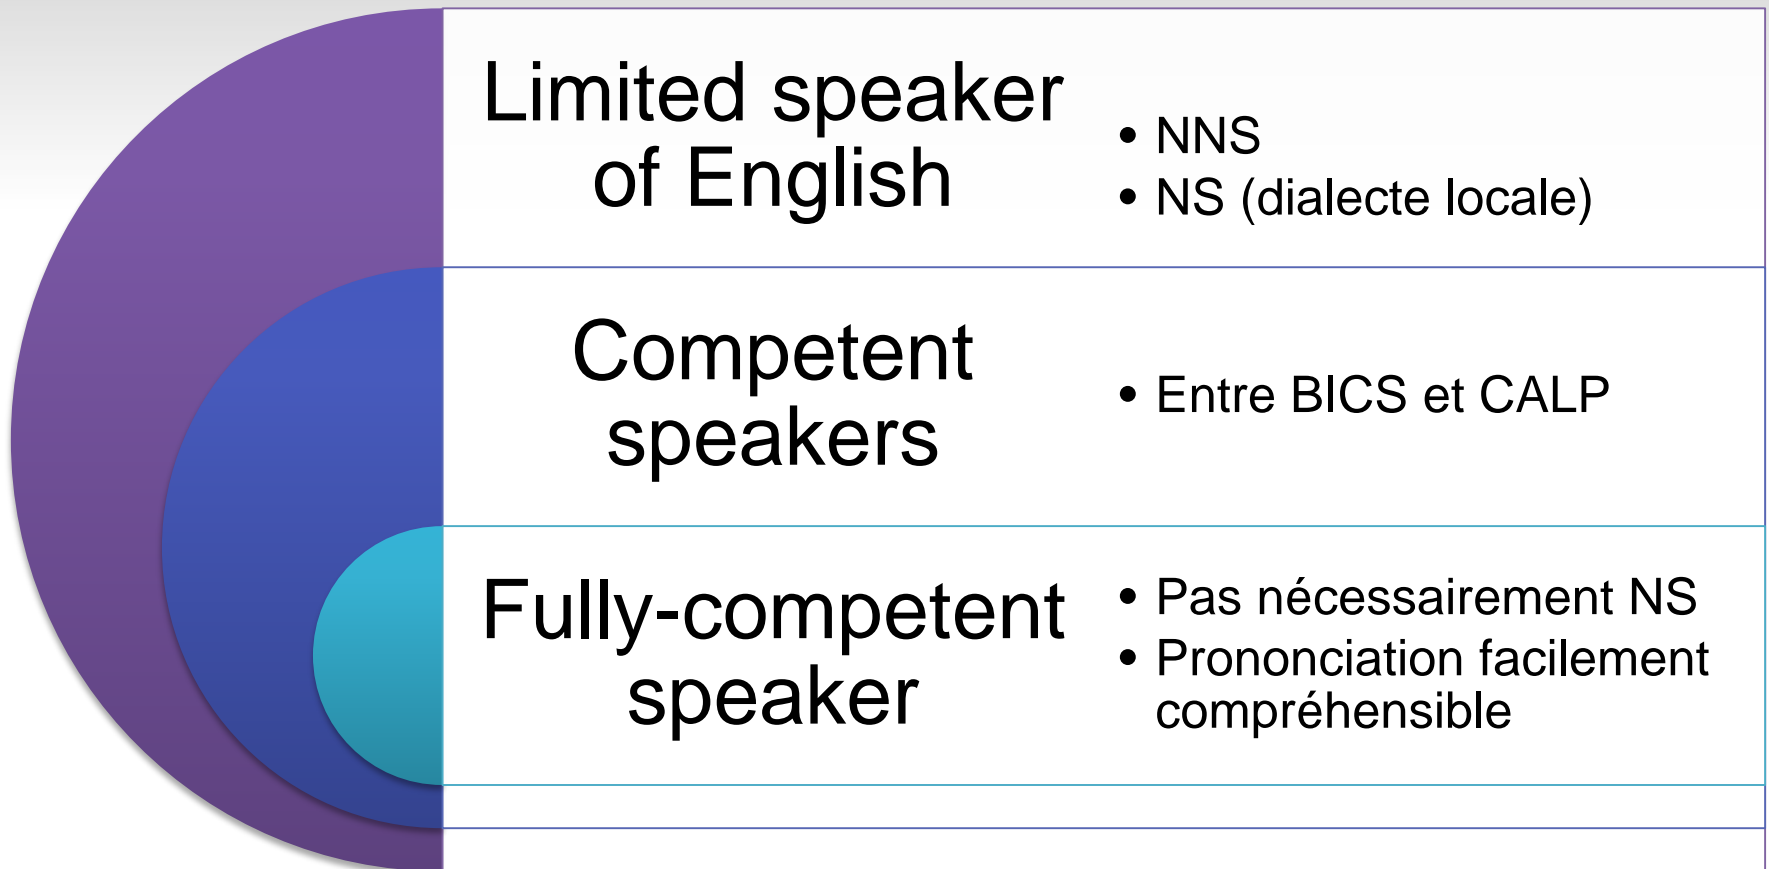 Limited speaker
of English
• NNS
• NS (dialecte locale)
Competent
speakers
• Entre BICS et CALP
Fully-competent
speaker
• Pas nécessairement NS
• Prononciation facilement
compréhensible